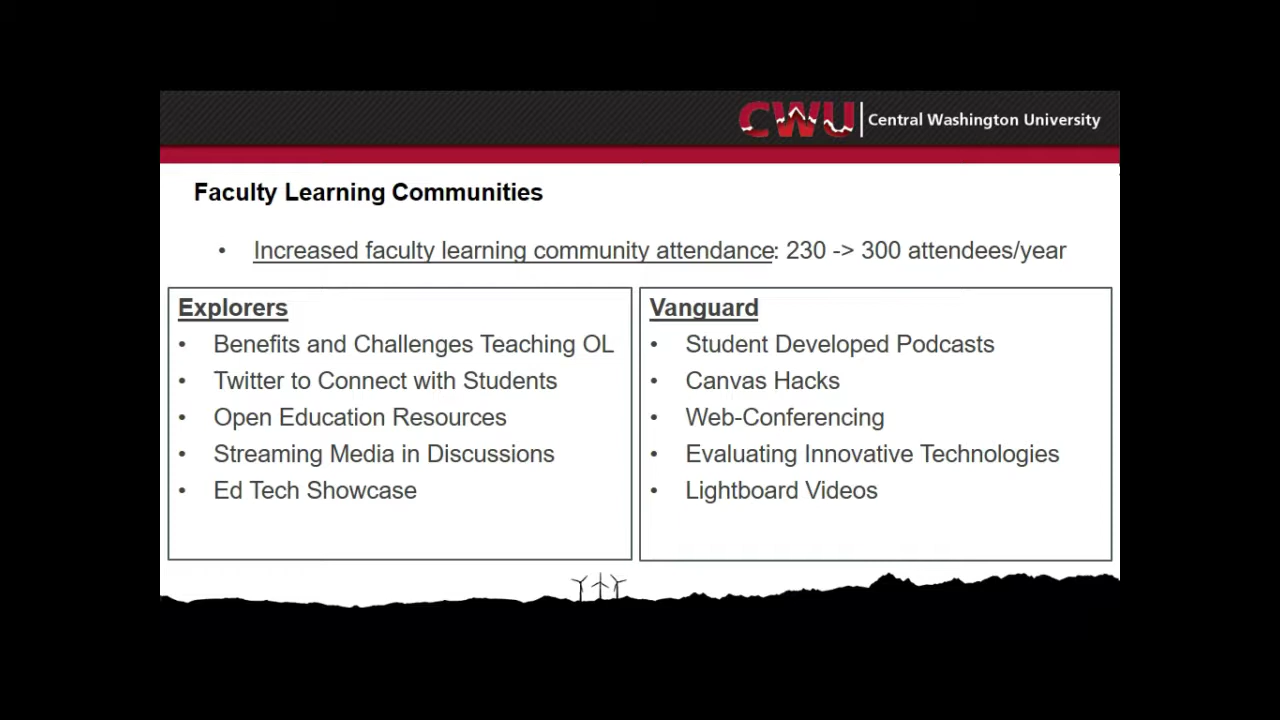 CWU | Central Washington University
Faculty Learning Communities
• Increased faculty learning community attendance: 230 -> 300 attendees/year
Explorers
• Benefits and Challenges Teaching OL
• Twitter to Connect with Students
• Open Education Resources
• Streaming Media in Discussions
• Ed Tech Showcase
Vanguard
• Student Developed Podcasts
• Canvas Hacks
• Web-Conferencing
• Evaluating Innovative Technologies
• Lightboard Videos